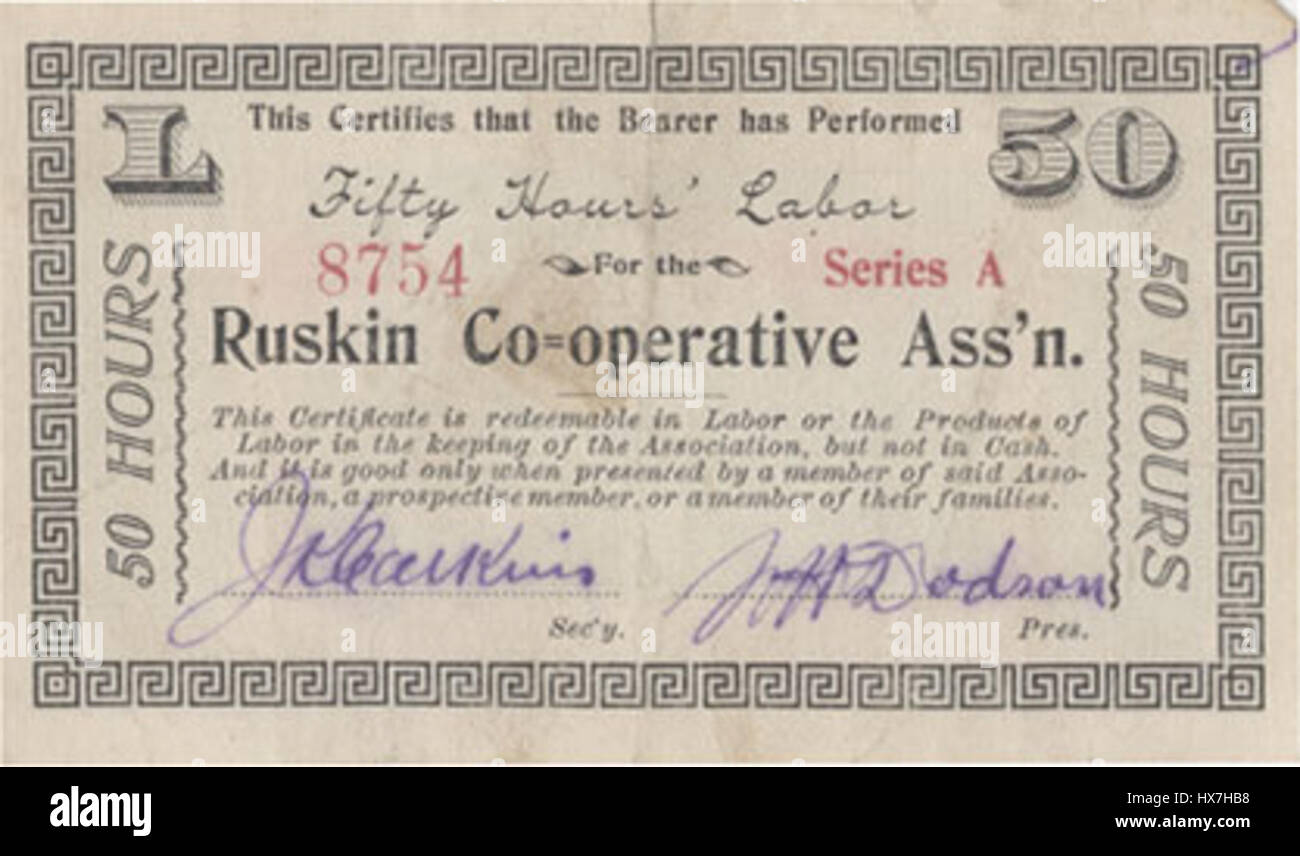 L
This Certifies that the Bearer has Performed
50
Fifty Hours' Labor
8754
For the
Series A
50 HOURS
50 HOURS
Ruskin Co=operative Ass'n.
This Certificate is redeemable in Labor or the Products of
Labor in the keeping of the Association, but not in Cash.
And it is good only when presented by a member of said Asso-
ciation, a prospective member, or a member of their families.
Dodson
Sec'y.
Pres.
alamy
alamy
Image ID: HX7HB8
www.alamy.com